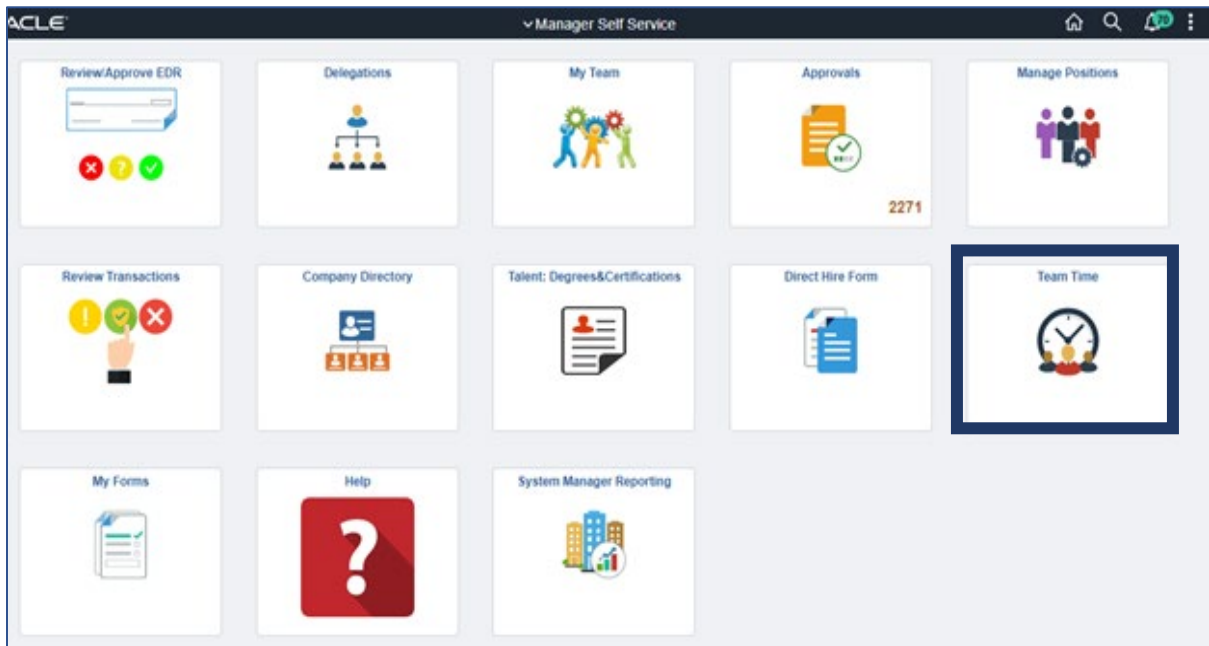 ACLE
Manager Self Service
70
Review/Approve EDR
Delegations
My Team
Approvals
Manage Positions
2271
Review Transactions
Company Directory
Talent: Degrees&Certifications
Direct Hire Form
Team Time
My Forms
Help
System Manager Reporting